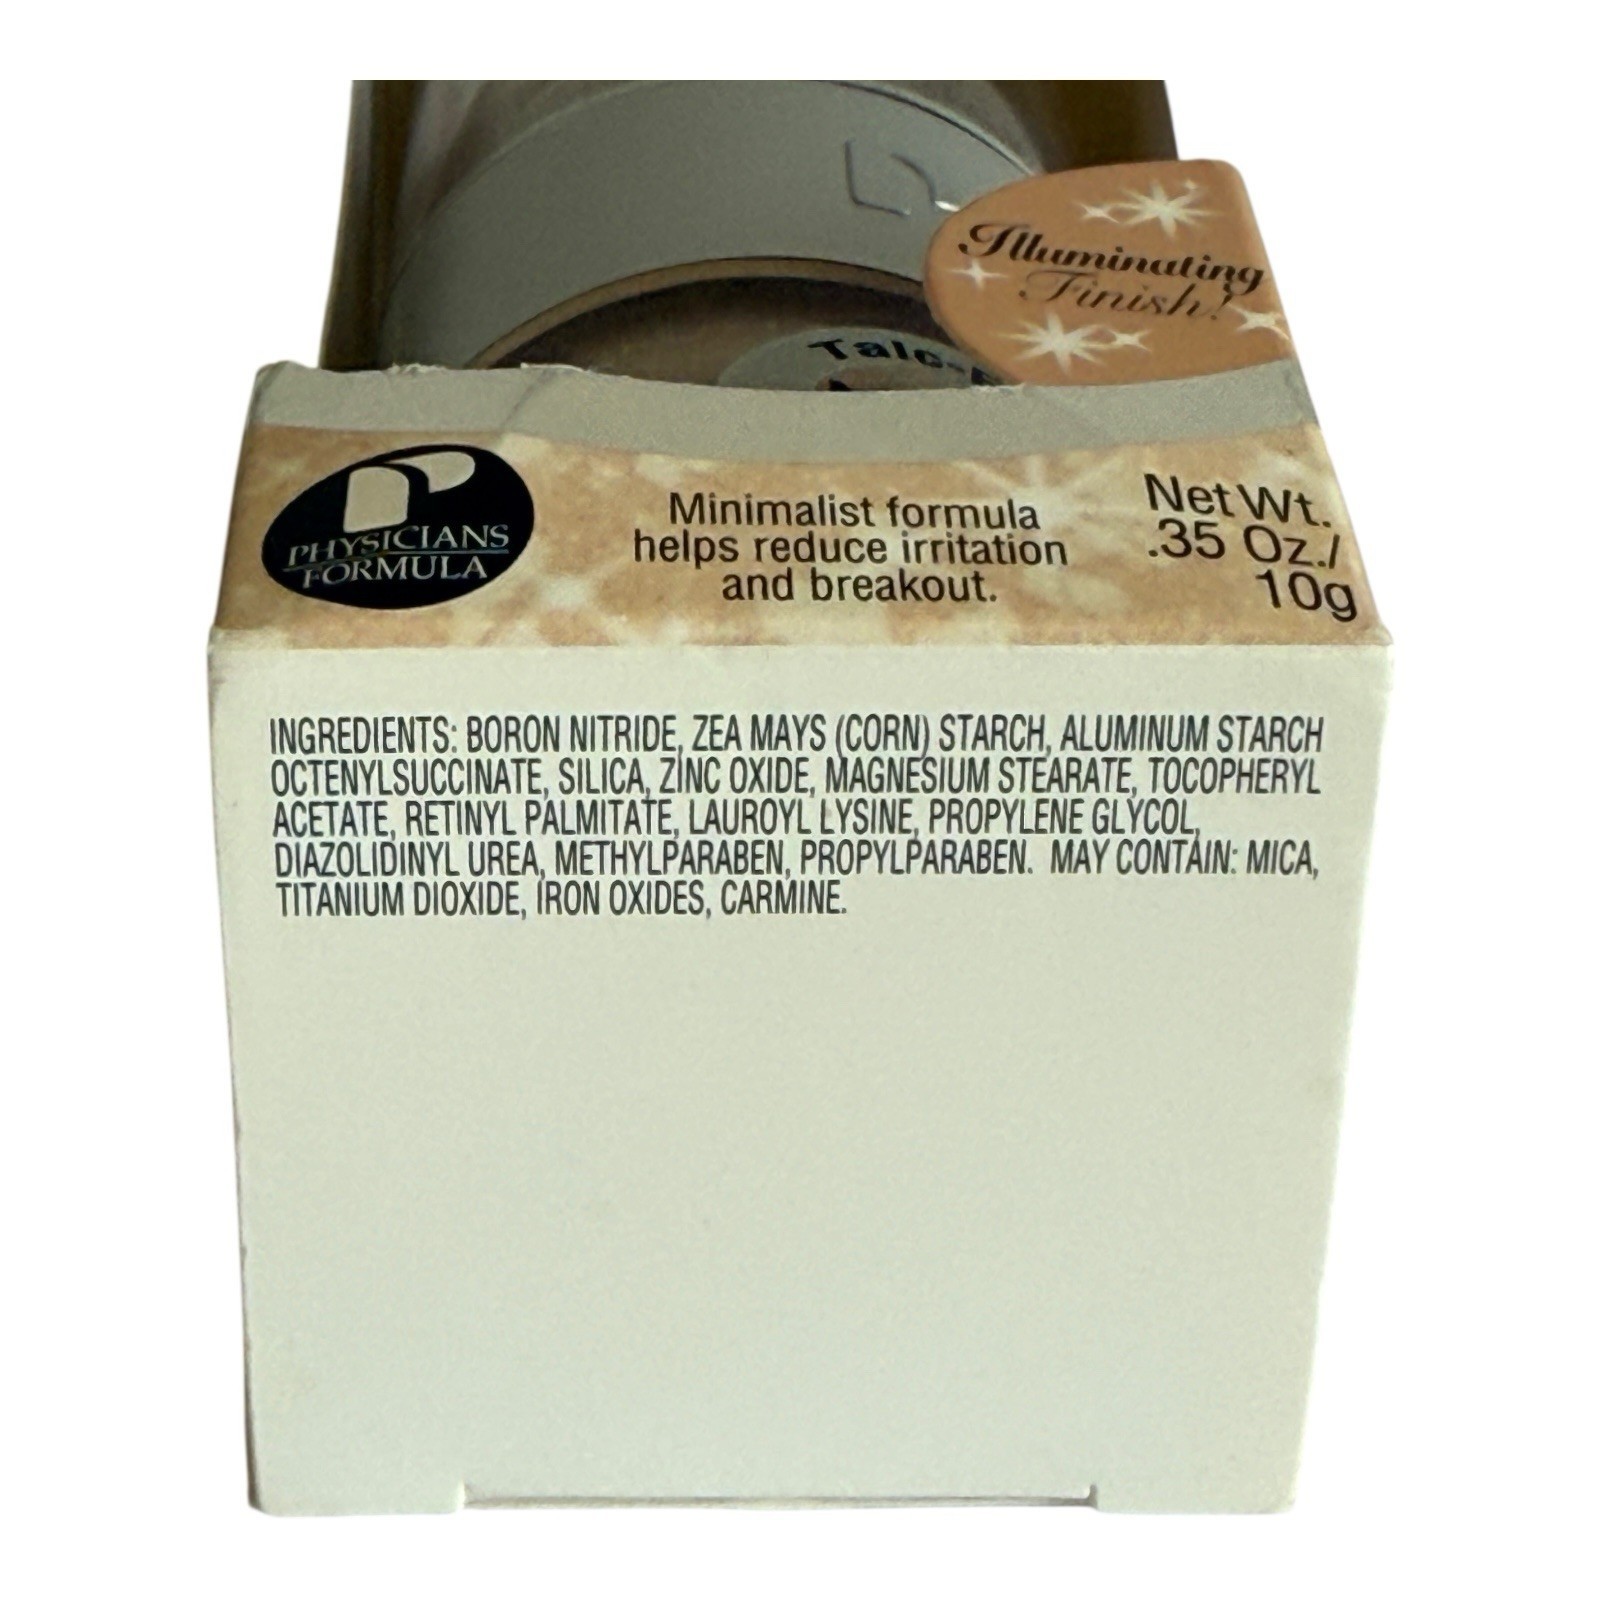 Illuminating
Finish!
Talc-F
PHYSICIANS
FORMULA
Minimalist formula
helps reduce irritation
and breakout.
Net Wt.
.35 Oz./
10g
INGREDIENTS: BORON NITRIDE, ZEA MAYS (CORN) STARCH, ALUMINUM STARCH
OCTENYLSUCCINATE, SILICA, ZINC OXIDE, MAGNESIUM STEARATE, TOCOPHERYL
ACETATE, RETINYL PALMITATE, LAUROYL LYSINE, PROPYLENE GLYCOL,
DIAZOLIDINYL UREA, METHYLPARABEN, PROPYLPARABEN. MAY CONTAIN: MICA,
TITANIUM DIOXIDE, IRON OXIDES, CARMINE.